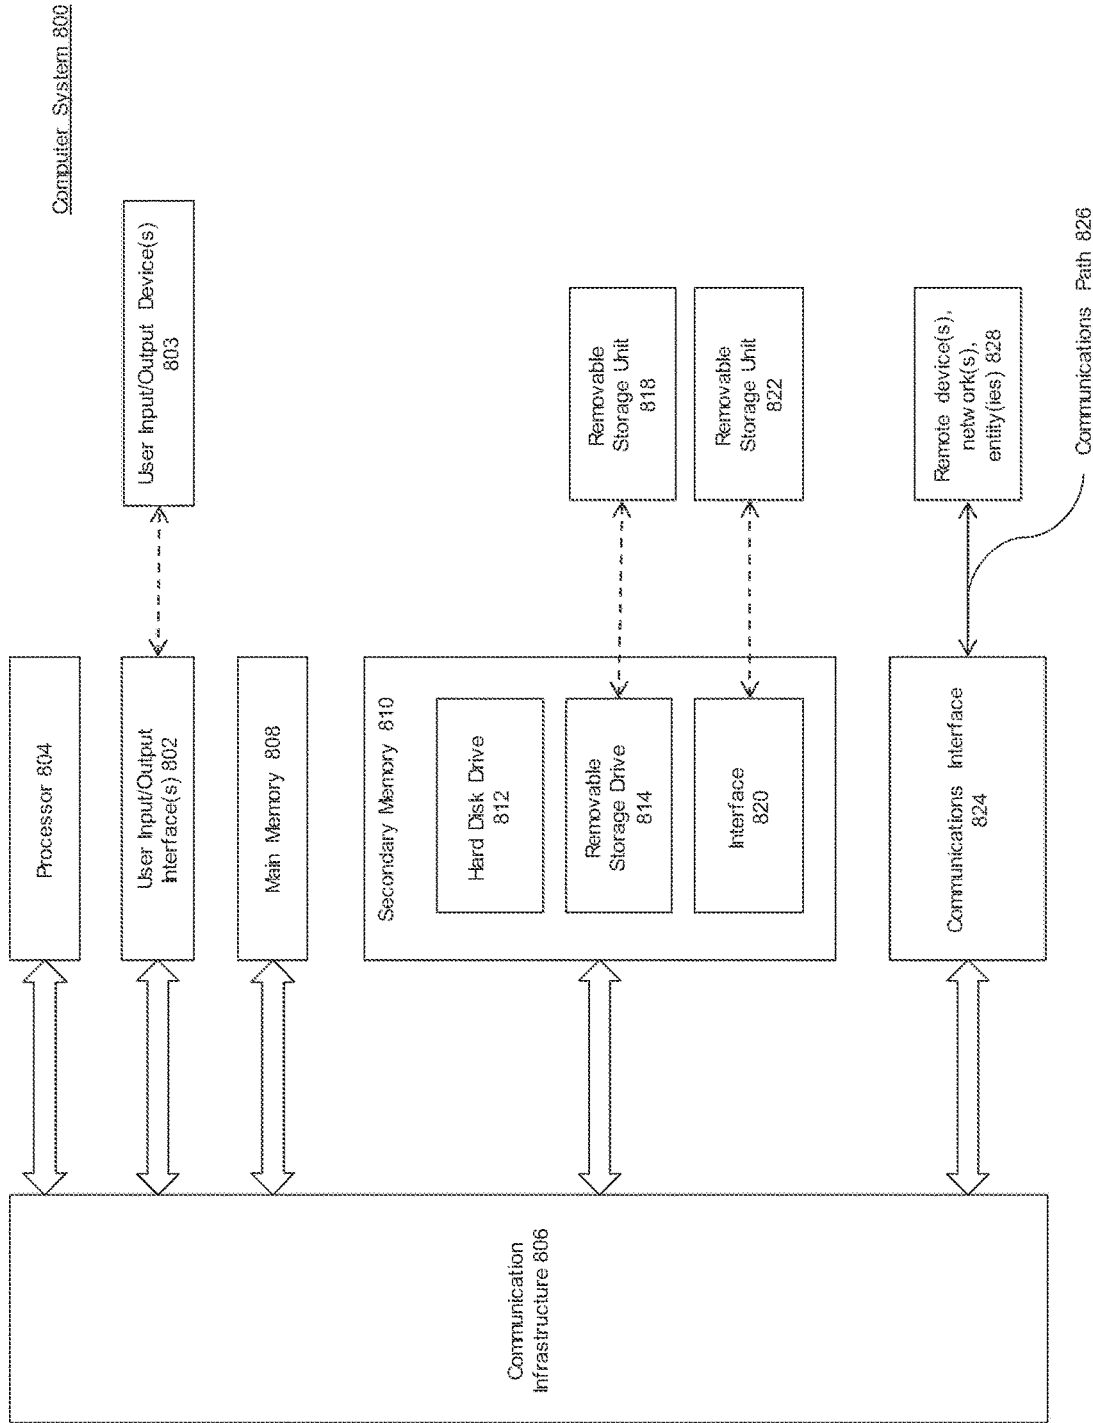 Computer System 800
Processor 804
User Input/Output
Interface(s) 802
User Input/Output Device(s)
803
Main Memory 808
Communication
Infrastructure 806
Secondary Memory 810
Hard Disk Drive
812
Removable
Storage Drive
814
Removable
Storage Unit
818
Interface
820
Removable
Storage Unit
822
Communications Interface
824
Remote device(s),
network(s),
entity(ies) 828
Communications Path 826